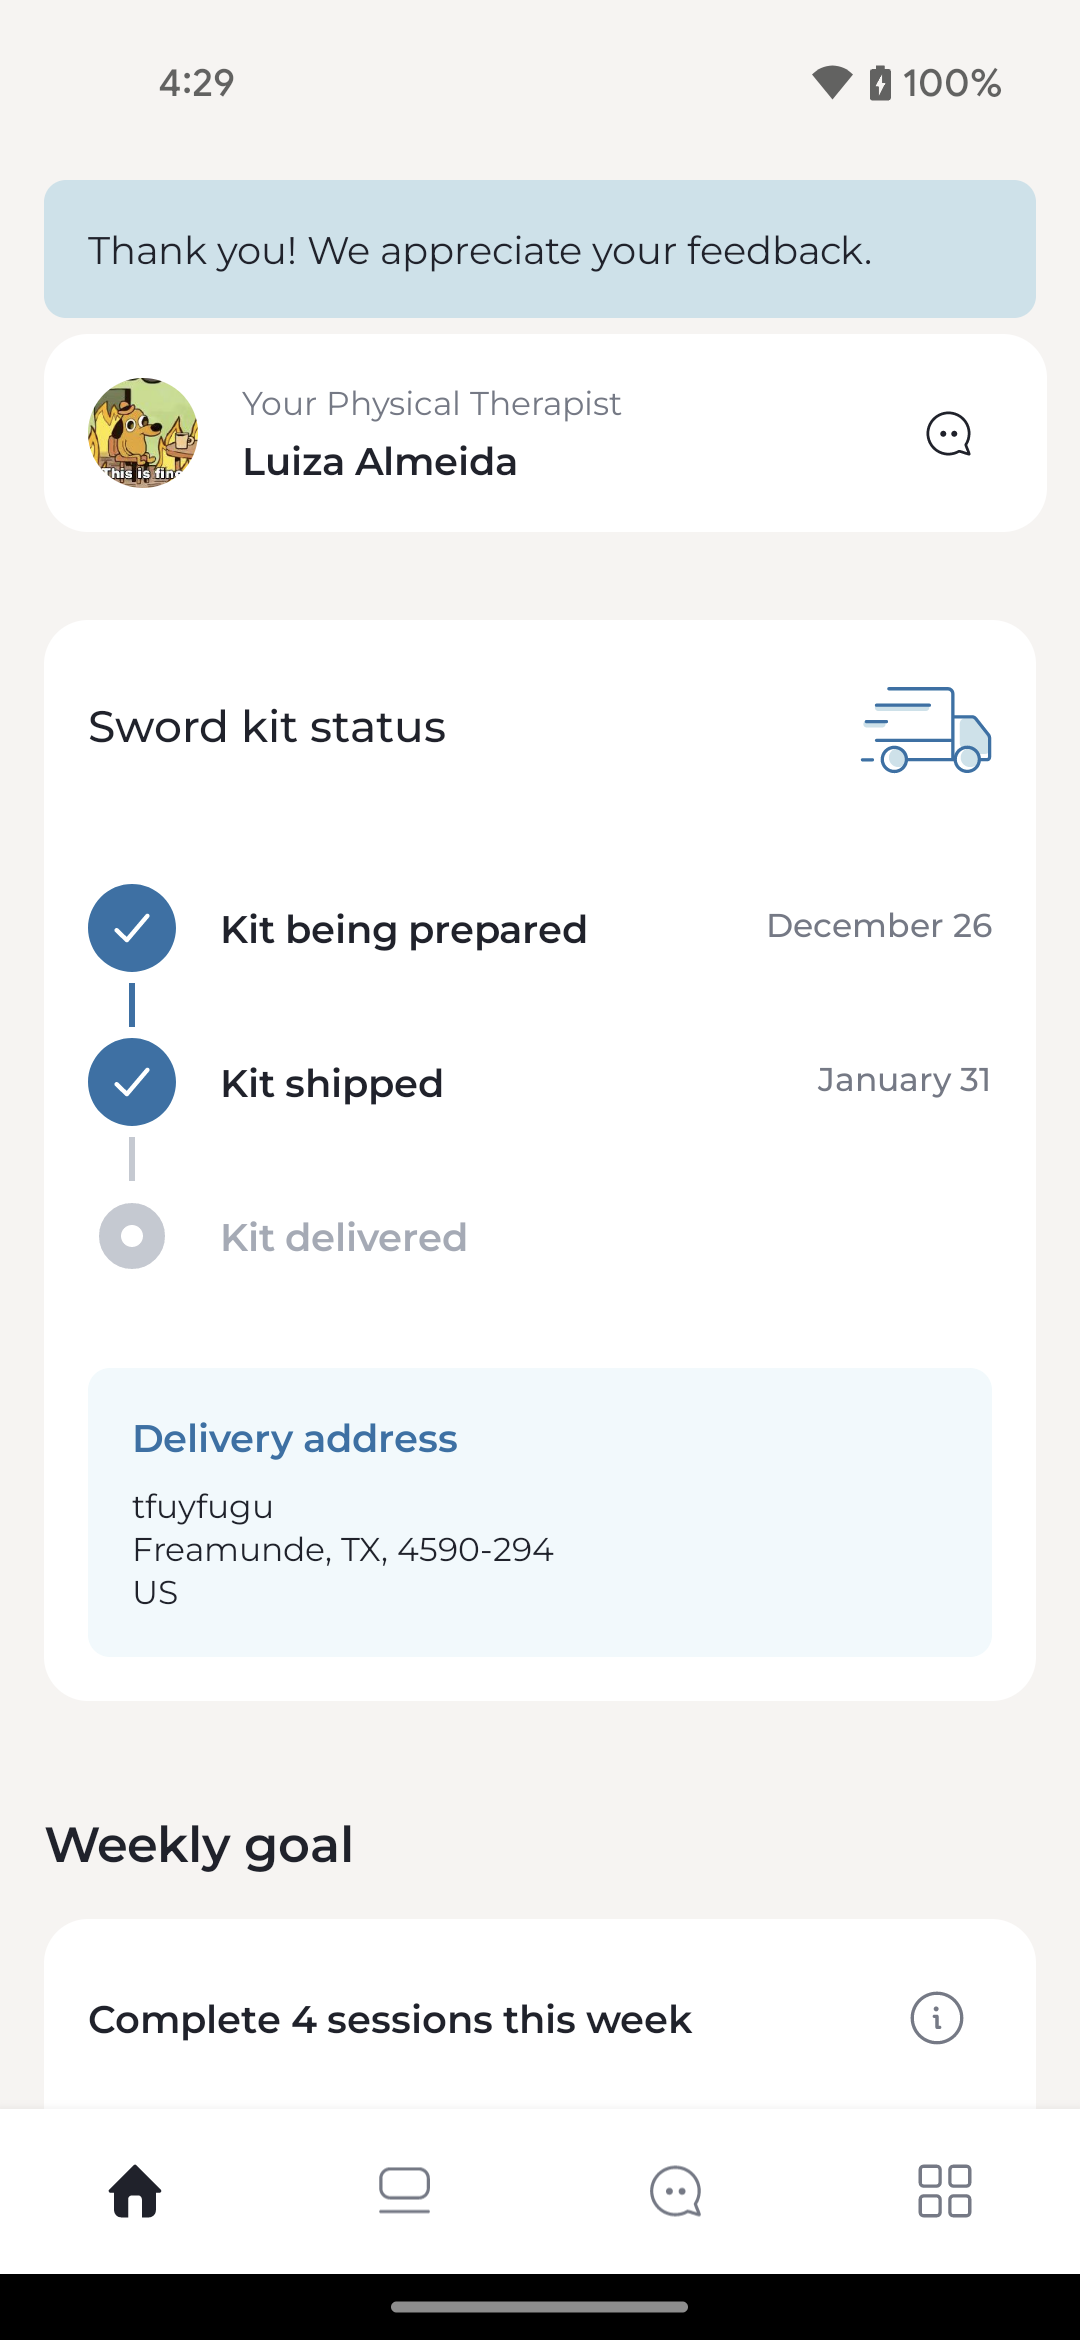 4:29
100%
Thank you! We appreciate your feedback.
Your Physical Therapist
Luiza Almeida
This is fine
Sword kit status
Kit being prepared
December 26
Kit shipped
January 31
Kit delivered
Delivery address
tfuyfugu
Freamunde, TX, 4590-294
US
Weekly goal
Complete 4 sessions this week